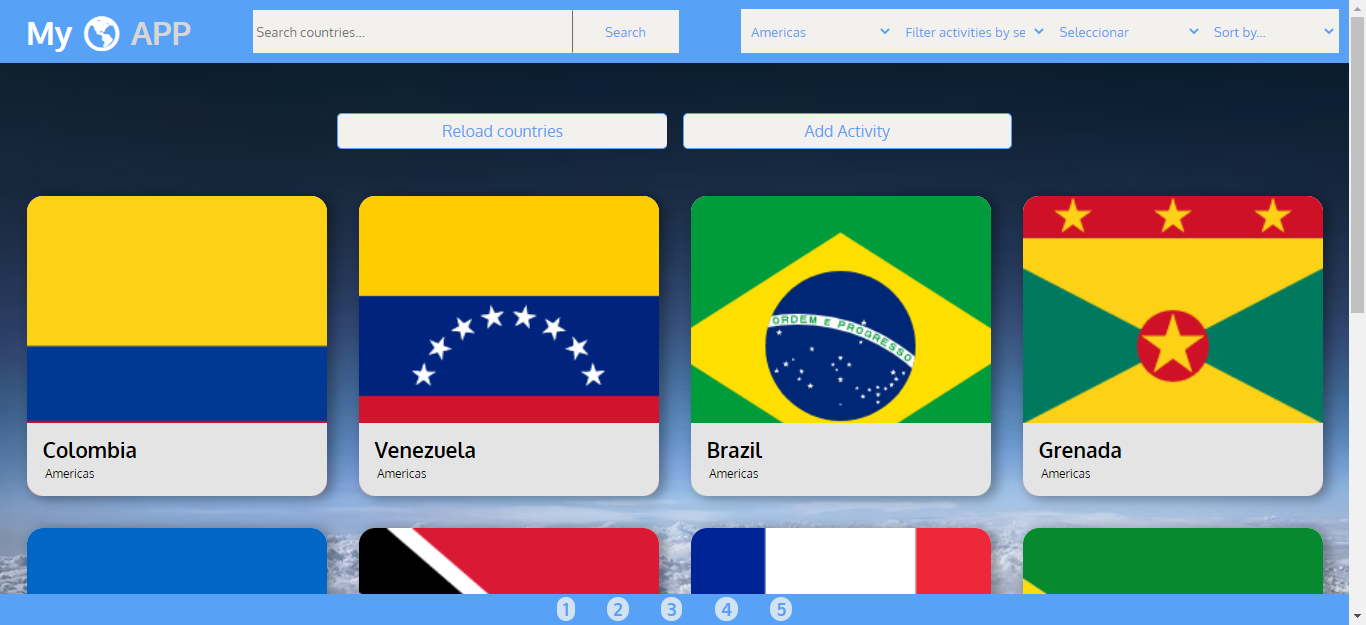 My APP
Search countries...
Search
Americas
Filter activities by se
Seleccionar
Sort by...
Reload countries
Add Activity
ORDEM E PROGRESSO
Colombia
Americas
Venezuela
Americas
Brazil
Americas
Grenada
Americas
1 2 3 4 5